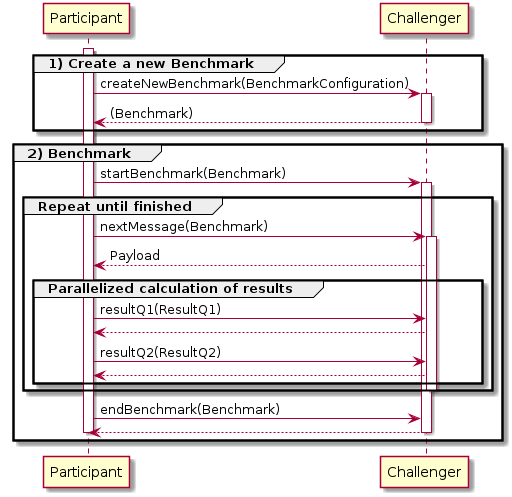 Participant
Challenger
1) Create a new Benchmark
createNewBenchmark(BenchmarkConfiguration)
(Benchmark)
2) Benchmark
startBenchmark(Benchmark)
Repeat until finished
nextMessage(Benchmark)
Payload
Parallelized calculation of results
resultQ1(ResultQ1)
resultQ2(ResultQ2)
endBenchmark(Benchmark)
Participant
Challenger